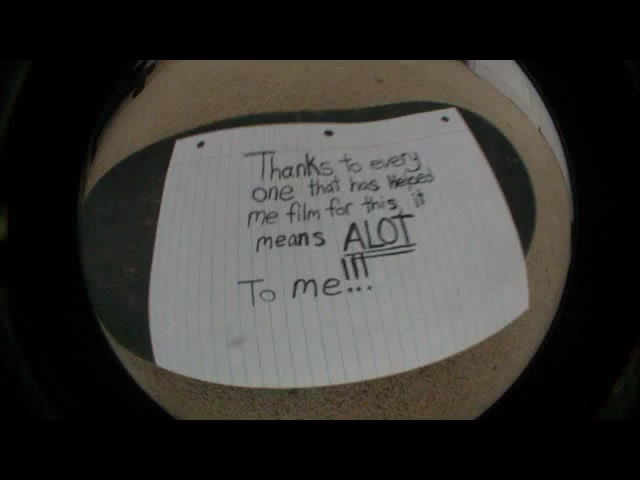 Thanks to every
one that has Helped
me film for this, it
means ALOT
To me!!!